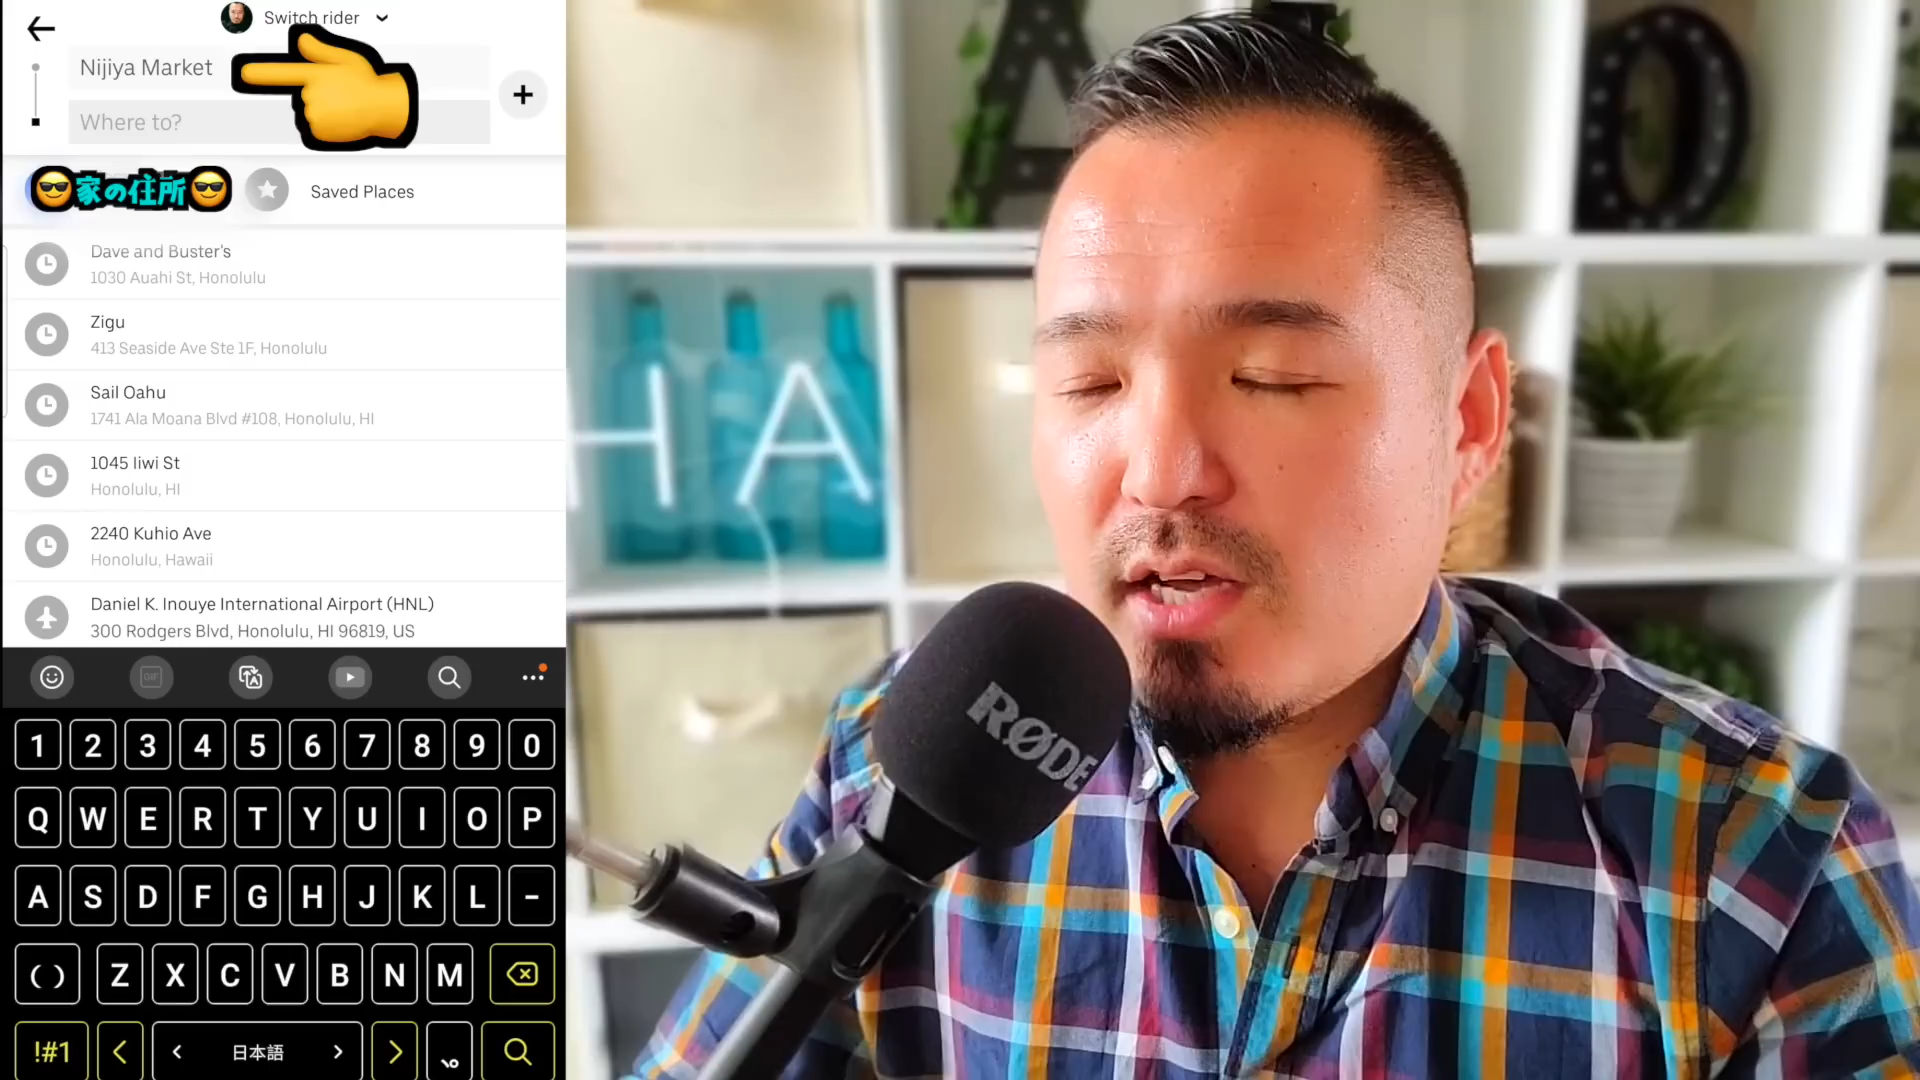 Switch rider
Nijiya Market
Where to?
家の住所
Saved Places
Dave and Buster's
1030 Auahi St, Honolulu
Zigu
413 Seaside Ave Ste 1F, Honolulu
Sail Oahu
1741 Ala Moana Blvd #108, Honolulu, HI
1045 Iiwi St
Honolulu, HI
2240 Kuhio Ave
Honolulu, Hawaii
Daniel K. Inouye International Airport (HNL)
300 Rodgers Blvd, Honolulu, HI 96819, US
GIF
1 2 3 4 5 6 7 8 9 0
Q W E R T Y U I O P
A S D F G H J K L -
( ) Z X C V B N M
!#1 < < 日本語 > >
A O
H A
RØDE